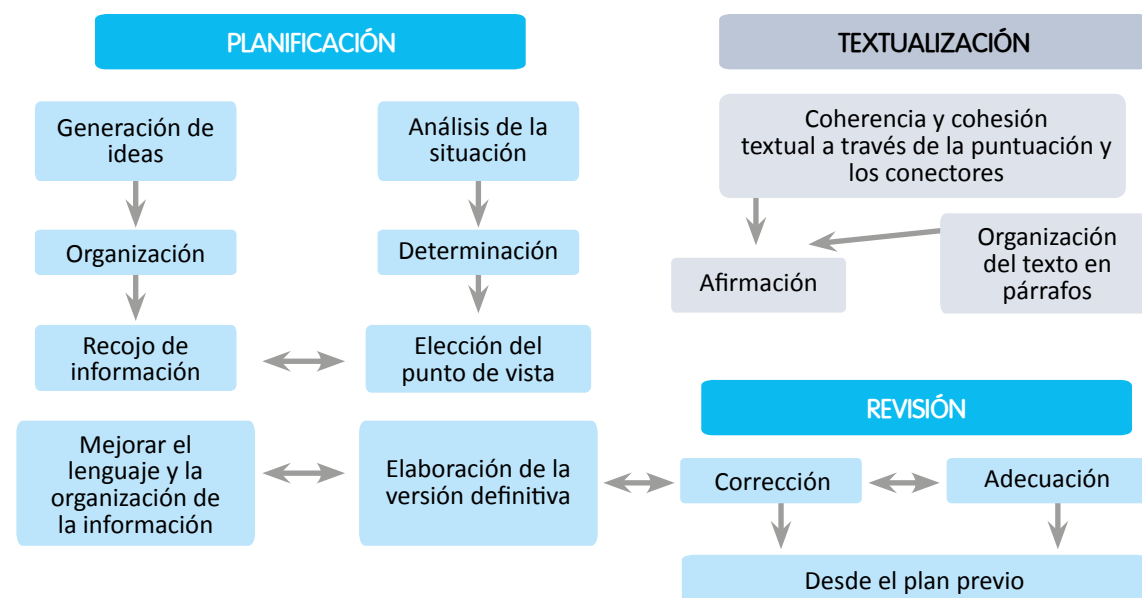 PLANIFICACIÓN
Generación de
ideas
Análisis de la
situación
Organización
Determinación
Recojo de
información
Elección del
punto de vista
Mejorar el
lenguaje y la
organización de
la información
Elaboración de la
versión definitiva
TEXTUALIZACIÓN
Coherencia y cohesión
textual a través de la puntuación y
los conectores
Afirmación
Organización
del texto en
párrafos
REVISIÓN
Corrección
Adecuación
Desde el plan previo